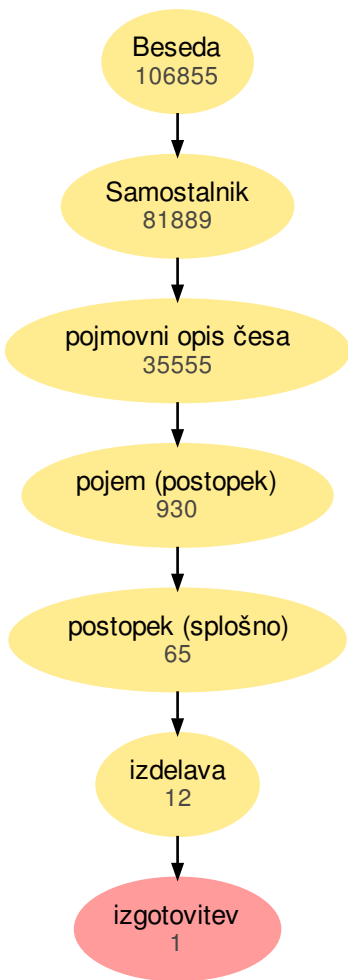 Beseda
106855
Samostalnik
81889
pojmovni opis česa
35555
pojem (postopek)
930
postopek (splošno)
65
izdelava
12
izgotovitev
1